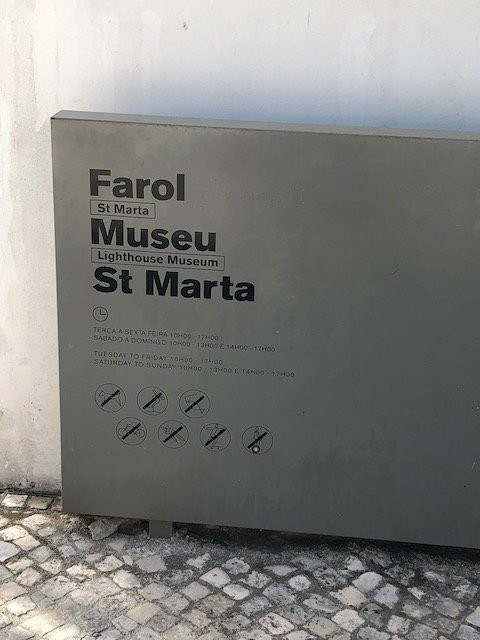 Farol
St Marta
Museu
Lighthouse Museum
St Marta
TERÇA A SEXTA FEIRA 10H00 - 17H00
SÁBADO A DOMINGO 10H00 - 13H00 E 14H00 - 17H00
TUESDAY TO FRIDAY 10H00 - 17H00
SATURDAY TO SUNDAY 10H00 - 13H00 E 14H00 - 17H00